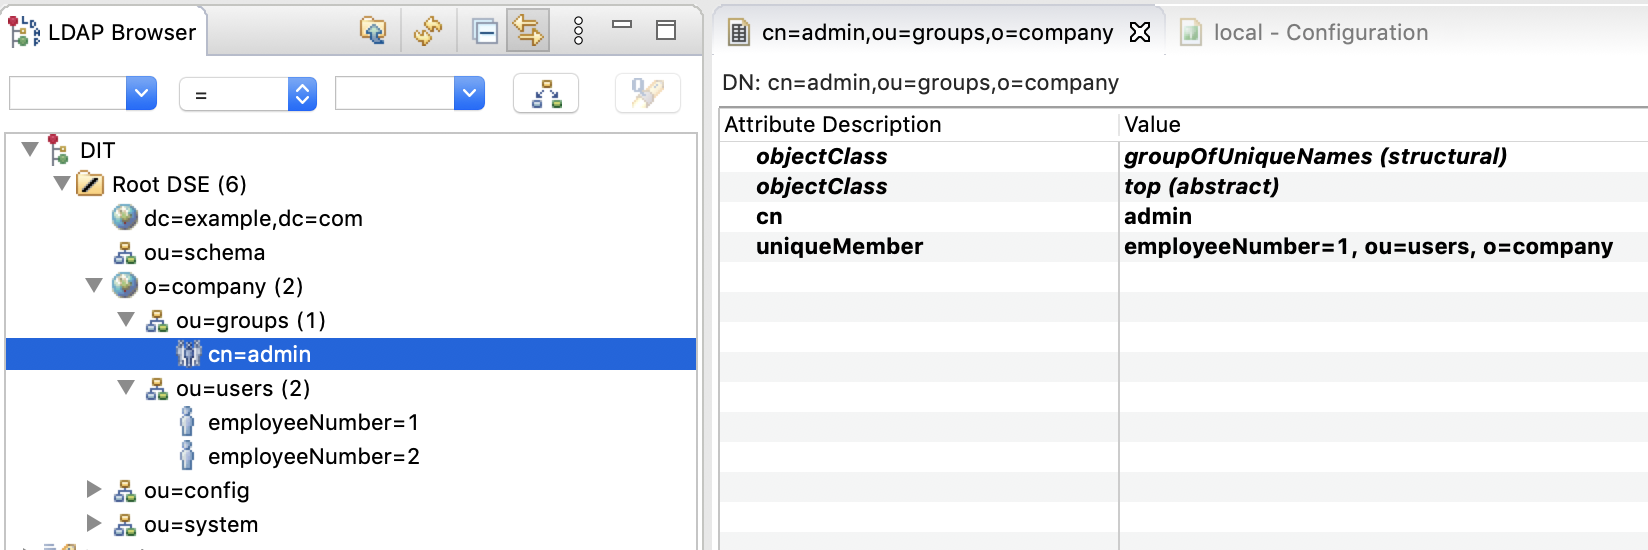 LDAP Browser
=
DIT
Root DSE (6)
dc=example,dc=com
ou=schema
o=company (2)
ou=groups (1)
cn=admin
ou=users (2)
employeeNumber=1
employeeNumber=2
ou=config
ou=system
cn=admin,ou=groups,o=company
local - Configuration
DN: cn=admin,ou=groups,o=company
Attribute Description Value
objectClass groupOfUniqueNames (structural)
objectClass top (abstract)
cn admin
uniqueMember employeeNumber=1, ou=users, o=company